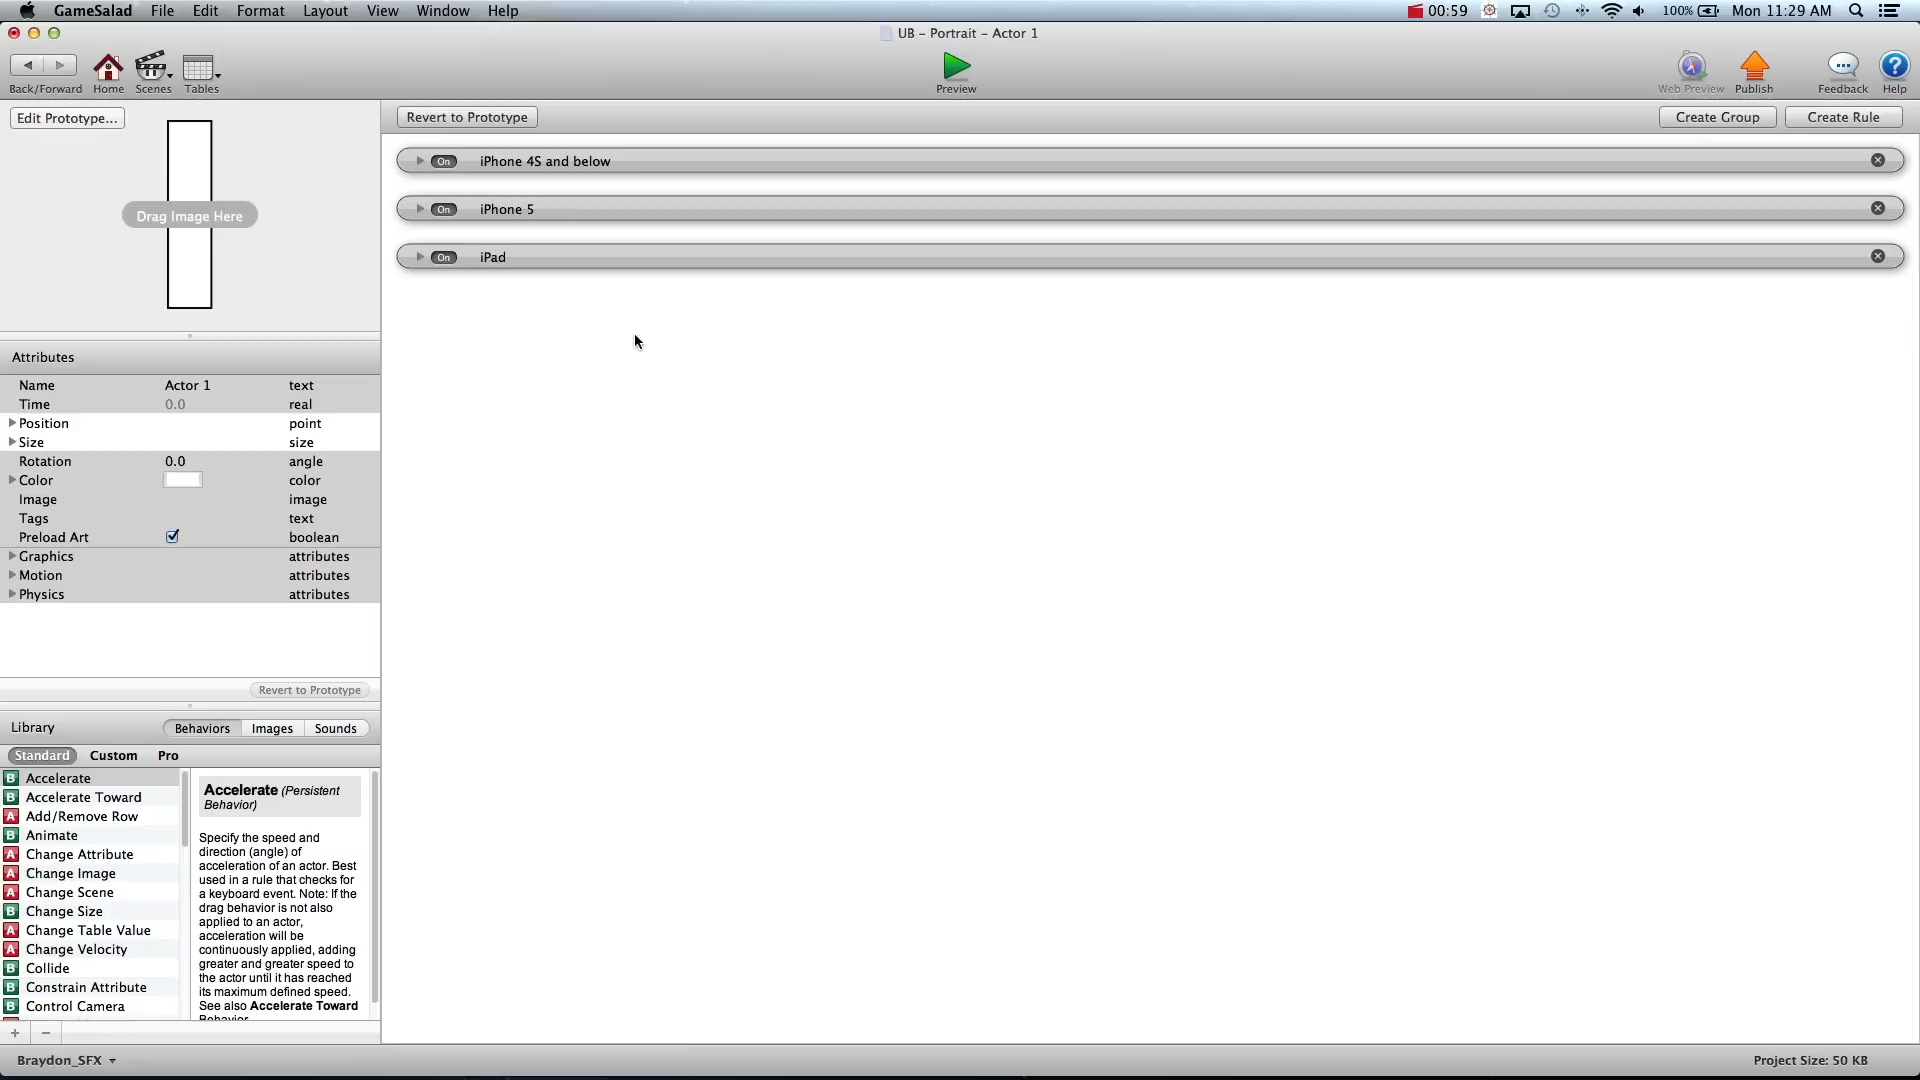 GameSalad File Edit Format Layout View Window Help 00:59 100% Mon 11:29 AM
UB – Portrait – Actor 1
Back/Forward Home Scenes Tables Preview Web Preview Publish Feedback Help
Edit Prototype... Revert to Prototype Create Group Create Rule
Drag Image Here
On iPhone 4S and below
On iPhone 5
On iPad
Attributes
Name Actor 1 text
Time 0.0 real
Position point
Size size
Rotation 0.0 angle
Color color
Image image
Tags text
Preload Art boolean
Graphics attributes
Motion attributes
Physics attributes
Revert to Prototype
Library Behaviors Images Sounds
Standard Custom Pro
B Accelerate
B Accelerate Toward
A Add/Remove Row
B Animate
A Change Attribute
A Change Image
A Change Scene
B Change Size
A Change Table Value
A Change Velocity
B Collide
B Constrain Attribute
B Control Camera
Accelerate (Persistent
Behavior)
Specify the speed and
direction (angle) of
acceleration of an actor. Best
used in a rule that checks for
a keyboard event. Note: If the
drag behavior is not also
applied to an actor,
acceleration will be
continuously applied, adding
greater and greater speed to
the actor until it has reached
its maximum defined speed.
See also Accelerate Toward
Behavior
Braydon_SFX Project Size: 50 KB